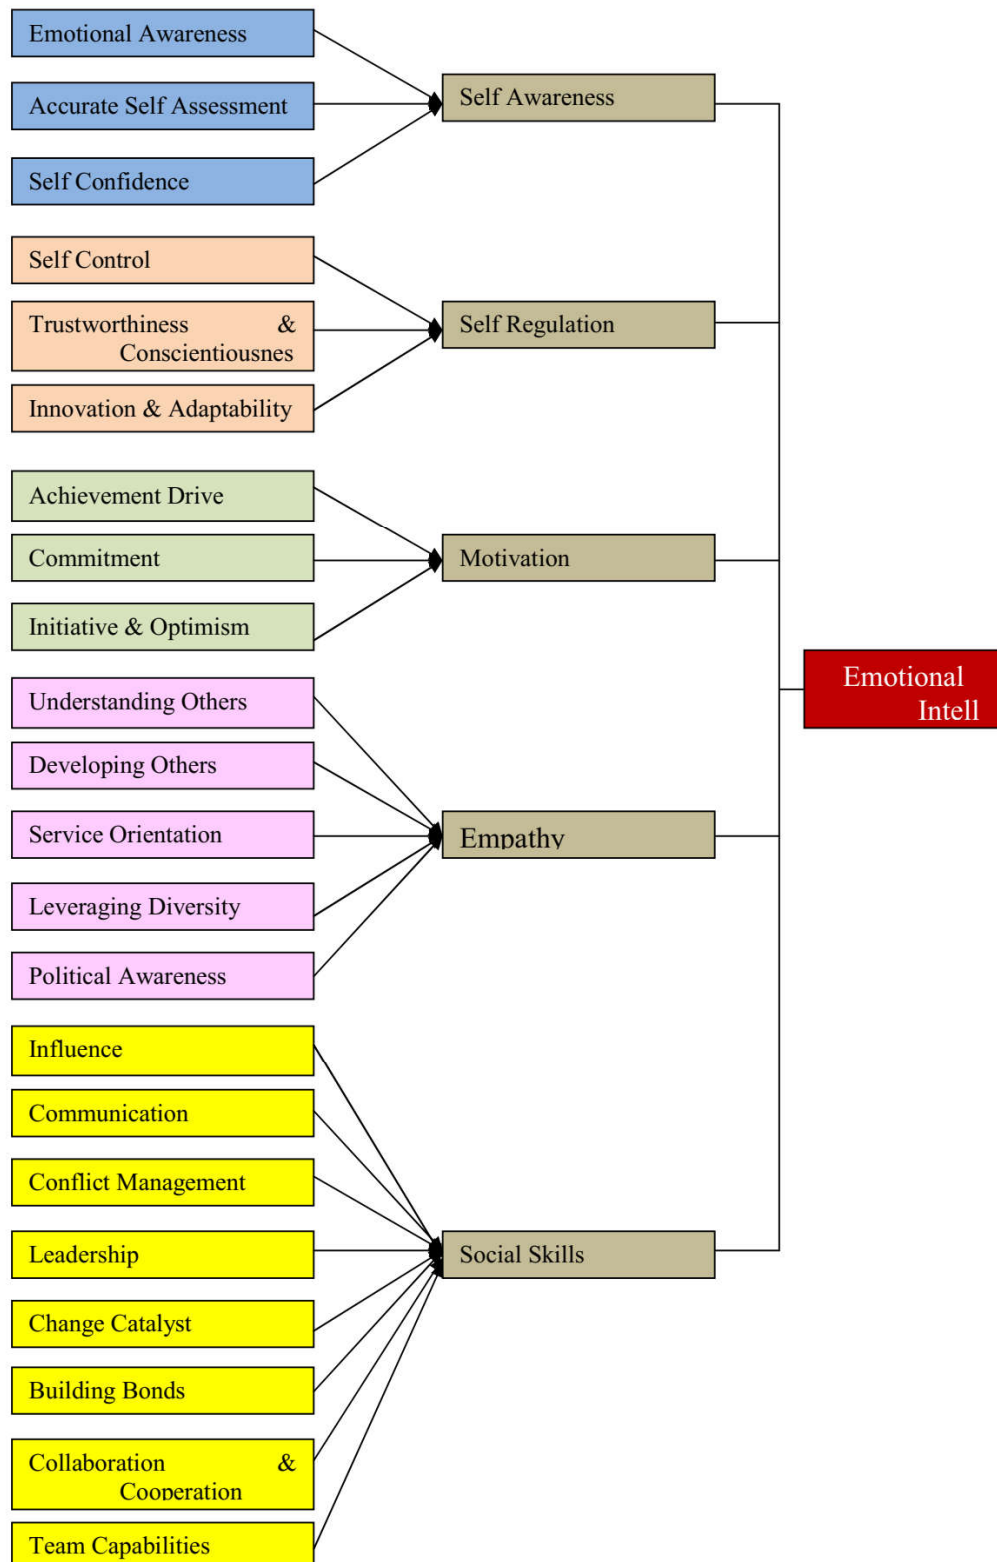 Emotional Awareness
Accurate Self Assessment
Self Confidence
Self Awareness
Self Control
Trustworthiness &
Conscientiousnes
Innovation & Adaptability
Self Regulation
Achievement Drive
Commitment
Initiative & Optimism
Motivation
Understanding Others
Developing Others
Service Orientation
Leveraging Diversity
Political Awareness
Empathy
Influence
Communication
Conflict Management
Leadership
Change Catalyst
Building Bonds
Collaboration &
Cooperation
Team Capabilities
Social Skills
Emotional
Intell